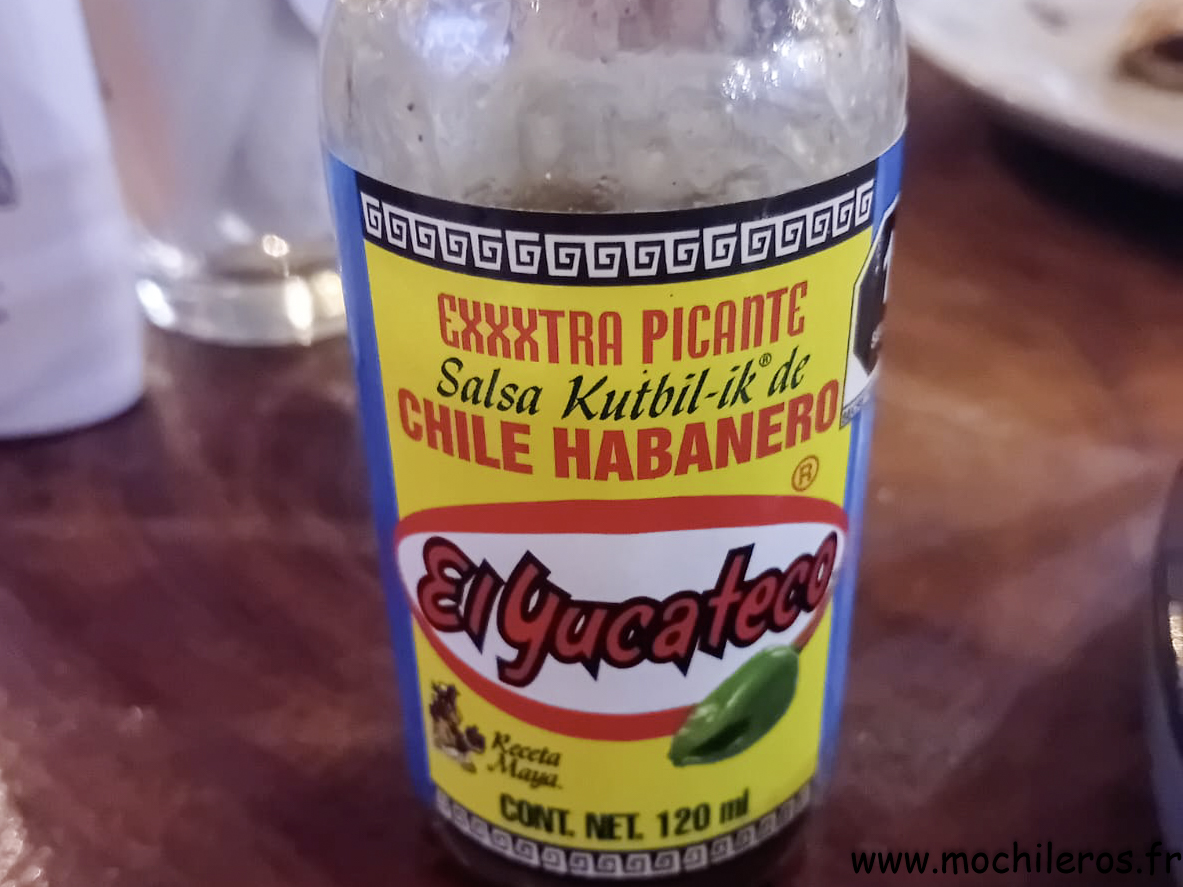 EXXXTRA PICANTE
Salsa Kutbil-ik® de
CHILE HABANERO
®
El Yucateco
Receta
Maya
CONT. NET. 120 ml
www.mochileros.fr